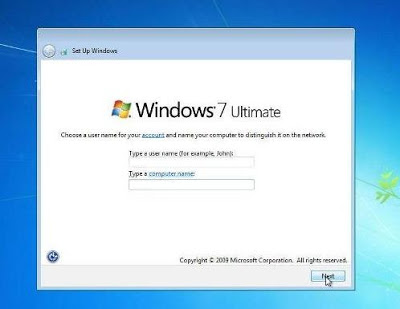 Set Up Windows
Windows 7 Ultimate
Choose a user name for your account and name your computer to distinguish it on the network.
Type a user name (for example, John):
Type a computer name:
Copyright © 2009 Microsoft Corporation. All rights reserved.
Next